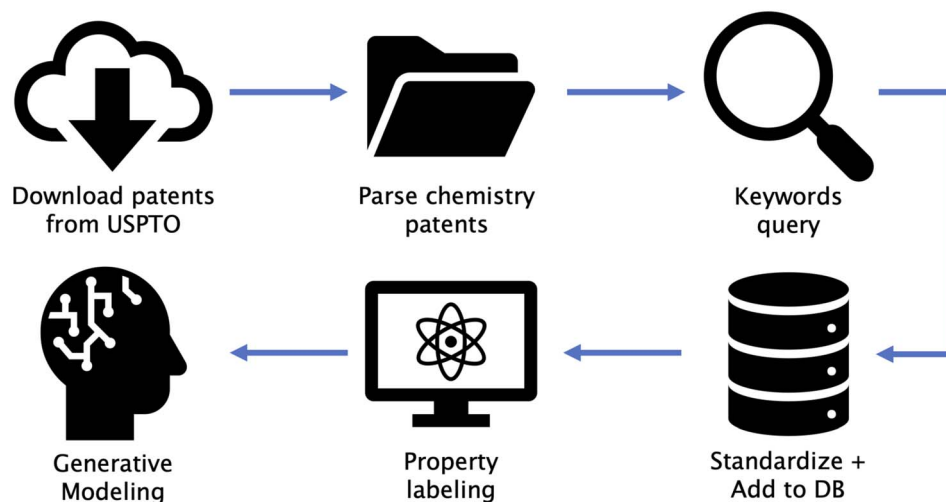 Download patents
from USPTO
Parse chemistry
patents
Keywords
query
Generative
Modeling
Property
labeling
Standardize +
Add to DB